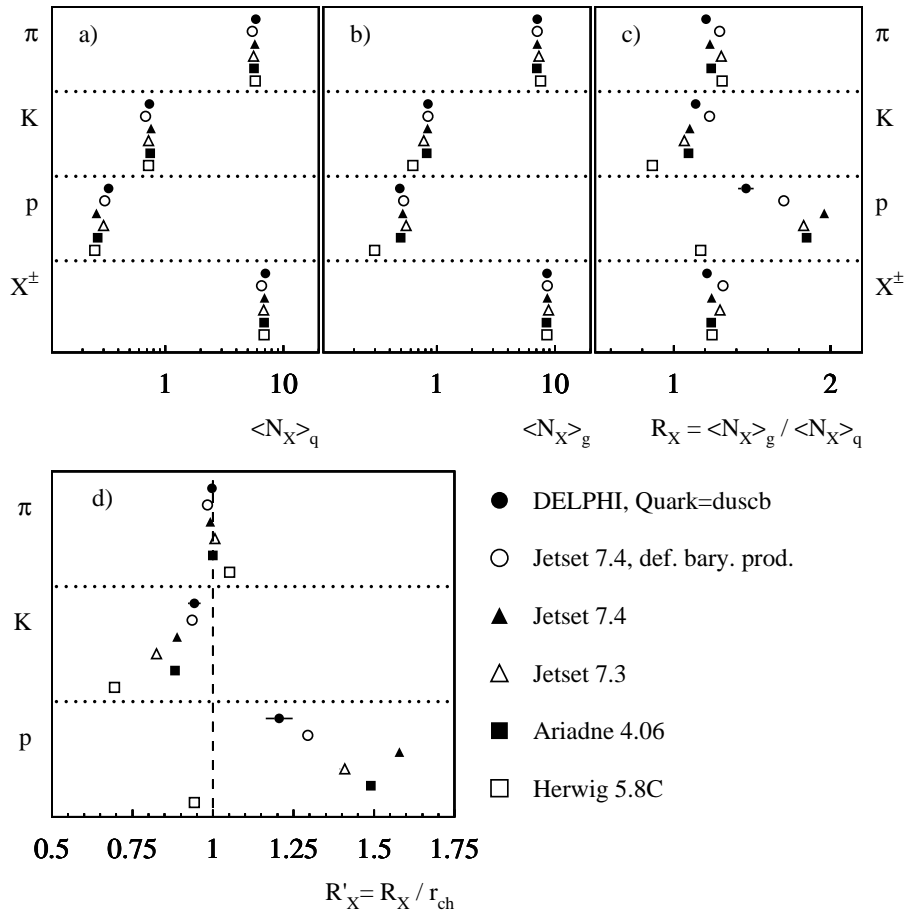 a) b) c)
π π
K K
p p
X± X±
1 10 1 10 1 2
<N_X>_q <N_X>_g R_X = <N_X>_g / <N_X>_q
d)
π
K
p
0.5 0.75 1 1.25 1.5 1.75
R'_X= R_X / r_ch
DELPHI, Quark=duscb
Jetset 7.4, def. bary. prod.
Jetset 7.4
Jetset 7.3
Ariadne 4.06
Herwig 5.8C